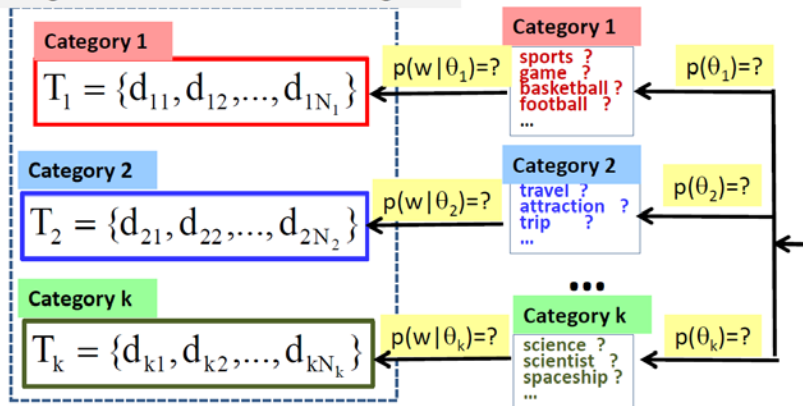 Category 1
T₁ = {d₁₁, d₁₂,..., d₁N₁}
p(w|θ₁)=?
Category 1
sports ?
game ?
basketball ?
football ?
...
p(θ₁)=?
Category 2
T₂ = {d₂₁, d₂₂,..., d₂N₂}
p(w|θ₂)=?
Category 2
travel ?
attraction ?
trip ?
...
p(θ₂)=?
...
Category k
Tₖ = {dₖ₁, dₖ₂,..., dₖNₖ}
p(w|θₖ)=?
Category k
science ?
scientist ?
spaceship ?
...
p(θₖ)=?